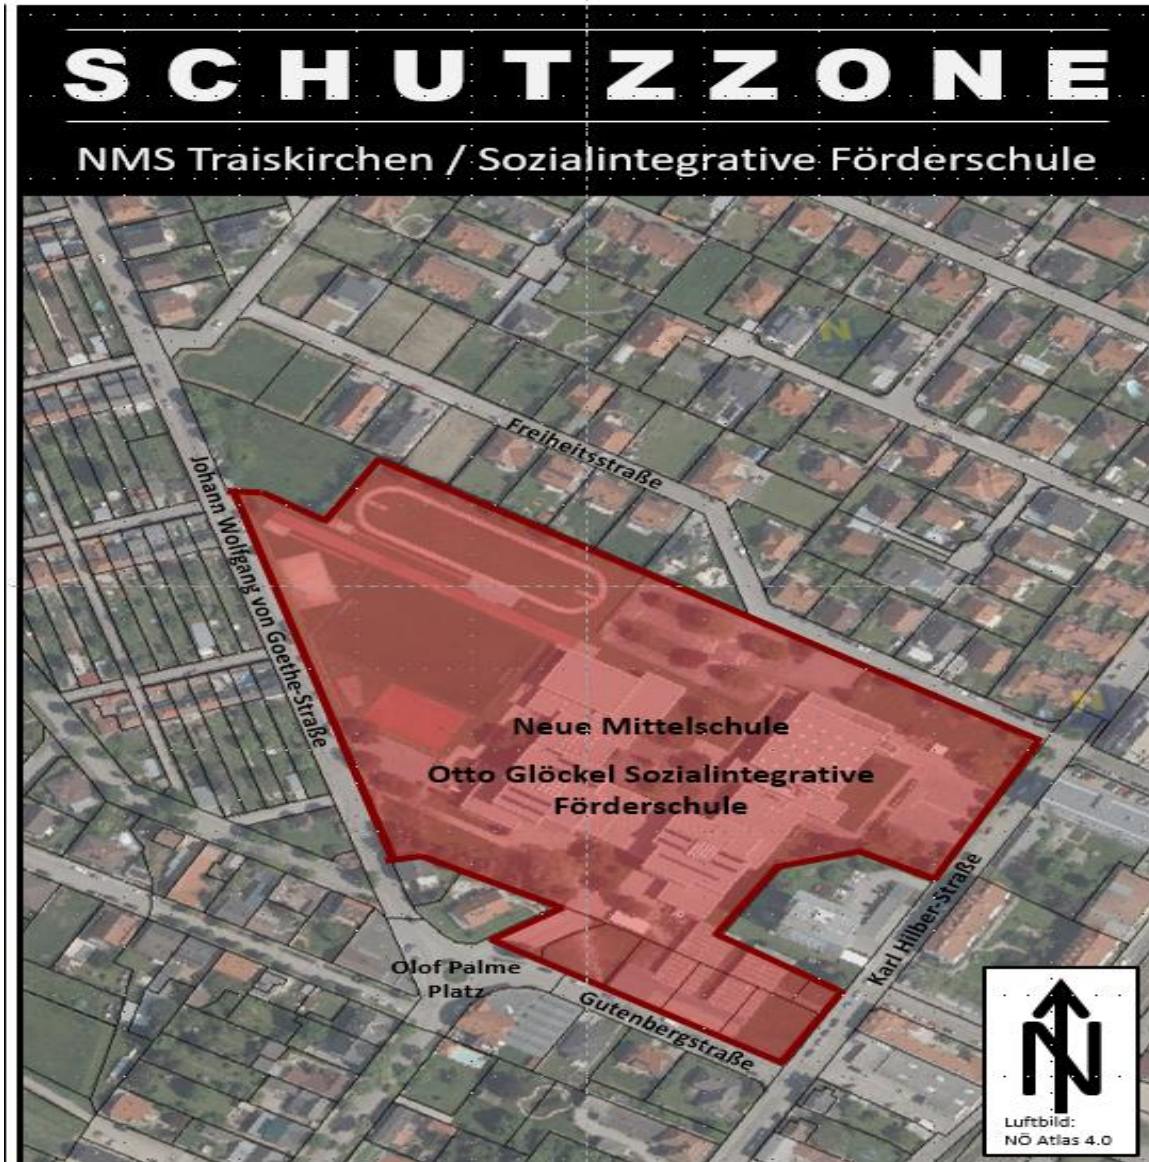 SCHUTZZONE
NMS Traiskirchen / Sozialintegrative Förderschule
Freiheitsstraße
Johann Wolfgang von Goethe-Straße
Neue Mittelschule
Otto Glöckel Sozialintegrative
Förderschule
Karl Hilber-Straße
Olof Palme
Platz
Gutenbergstraße
N
N
N
Luftbild:
NÖ Atlas 4.0